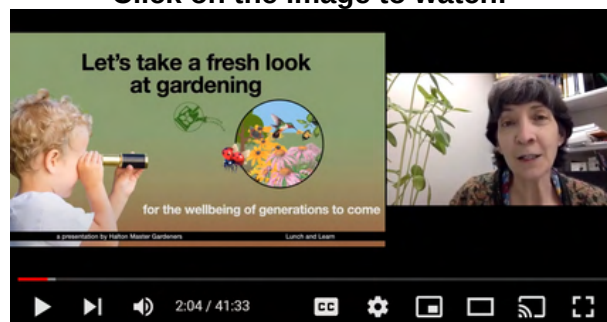 Click on the image to watch!
Let's take a fresh look
at gardening
for the wellbeing of generations to come
a presentation by Halton Master Gardeners Lunch and Learn
2:04 / 41:33
CC